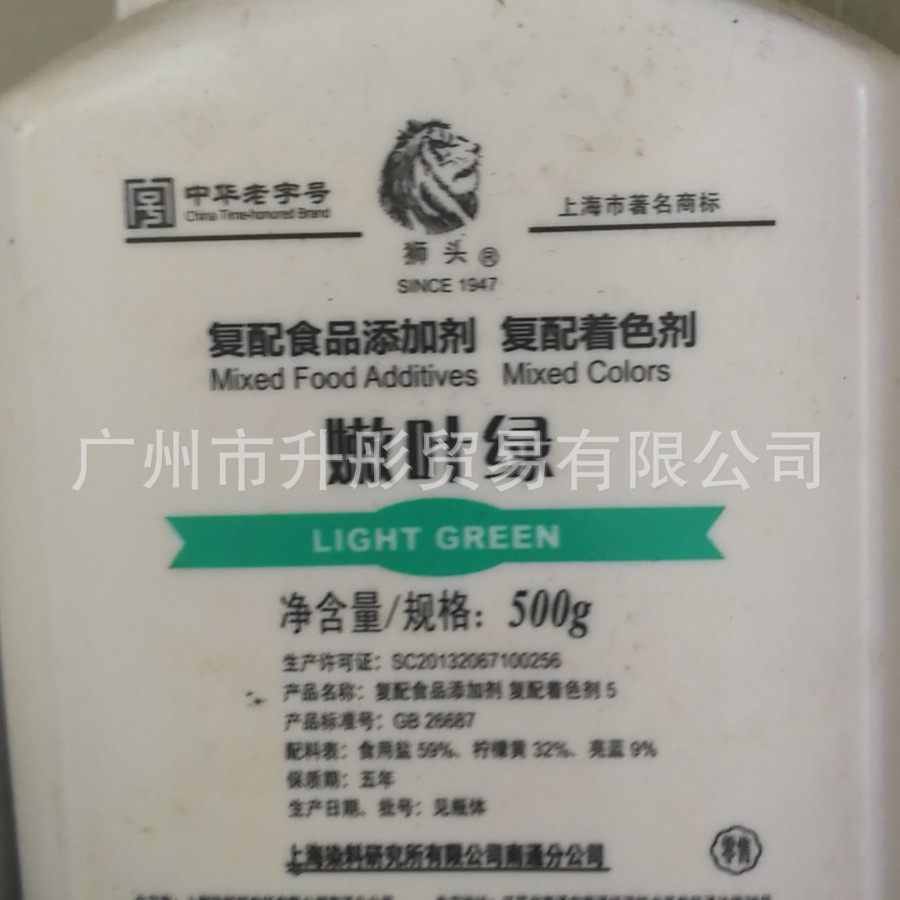 中华老字号
China Time-honored Brand
上海市著名商标
狮头®
SINCE 1947
复配食品添加剂 复配着色剂
Mixed Food Additives Mixed Colors
嫩叶绿
广州市升彤贸易有限公司
LIGHT GREEN
净含量/规格：500g
生产许可证：SC20132067100256
产品名称：复配食品添加剂 复配着色剂 5
产品标准号：GB 26687
配料表：食用盐 59%、柠檬黄 32%、亮蓝 9%
保质期：五年
生产日期、批号：见瓶体
上海染料研究所有限公司南通分公司
零售